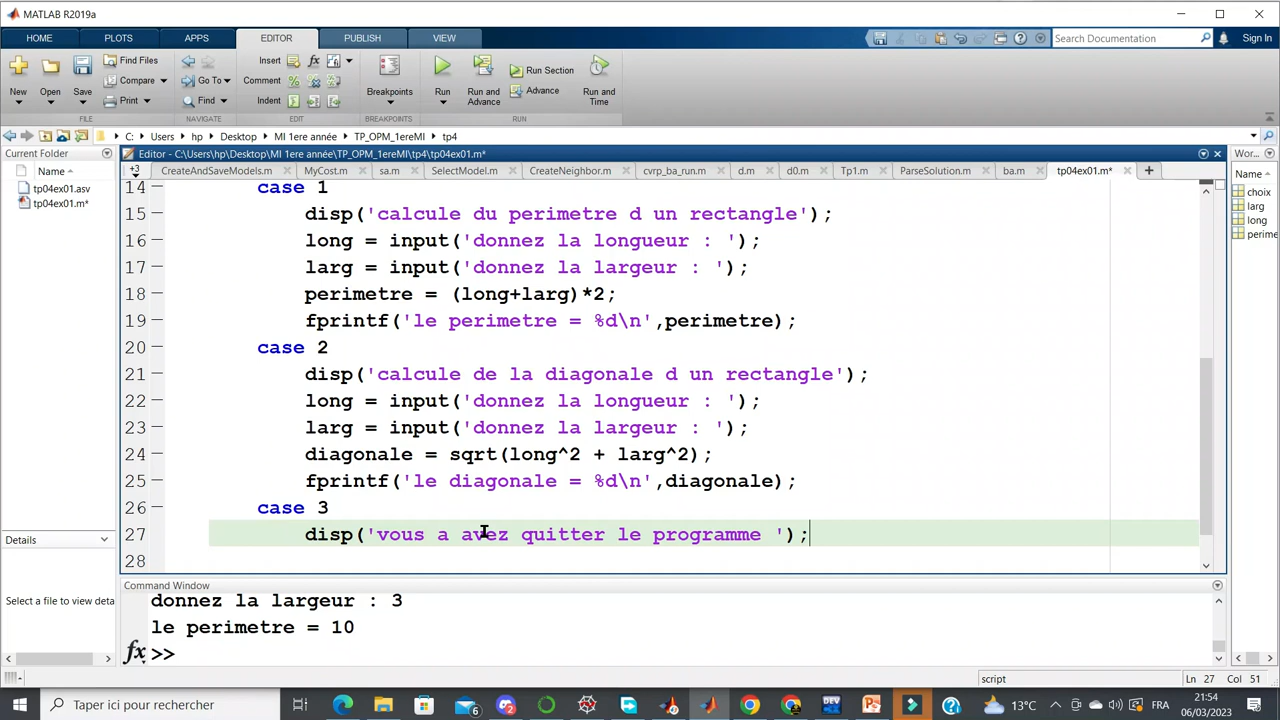 MATLAB R2019a
HOME PLOTS APPS EDITOR PUBLISH VIEW Search Documentation Sign In
New Open Save Find Files Compare Print Go To Find Insert Comment Indent Breakpoints Run Run and Advance Run Section Advance Run and Time
FILE NAVIGATE EDIT BREAKPOINTS RUN
C: Users hp Desktop MI 1ere année TP_OPM_1ereMI tp4
Current Folder
Editor - C:\Users\hp\Desktop\MI 1ere année\TP_OPM_1ereMI\tp4\tp04ex01.m*
Wo...
Name
+3 CreateAndSaveModels.m MyCost.m sa.m SelectModel.m CreateNeighbor.m cvrp_ba_run.m d.m d0.m Tp1.m ParseSolution.m ba.m tp04ex01.m* +
Name
tp04ex01.asv
tp04ex01.m*
choix
larg
long
perime
14 case 1
15 disp('calcule du perimetre d un rectangle');
16 long = input('donnez la longueur : ');
17 larg = input('donnez la largeur : ');
18 perimetre = (long+larg)*2;
19 fprintf('le perimetre = %d\n',perimetre);
20 case 2
21 disp('calcule de la diagonale d un rectangle');
22 long = input('donnez la longueur : ');
23 larg = input('donnez la largeur : ');
24 diagonale = sqrt(long^2 + larg^2);
25 fprintf('le diagonale = %d\n',diagonale);
26 case 3
27 disp('vous a avez quitter le programme ');
28
Details
Select a file to view deta
Command Window
donnez la largeur : 3
le perimetre = 10
fx >>
script Ln 27 Col 51
Taper ici pour rechercher
6
DEV
13°C
FRA
21:54
06/03/2023